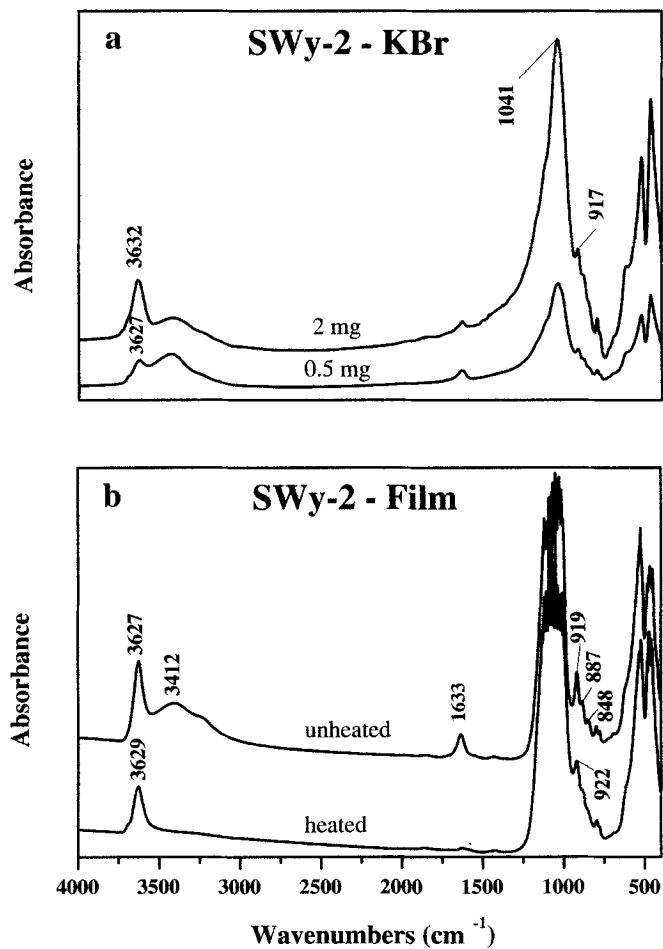 a
SWy-2 - KBr
Absorbance
3632
3627
2 mg
0.5 mg
1041
917
b
SWy-2 - Film
Absorbance
3627
3412
1633
919
887
848
unheated
3629
922
heated
4000 3500 3000 2500 2000 1500 1000 500
Wavenumbers (cm -1)